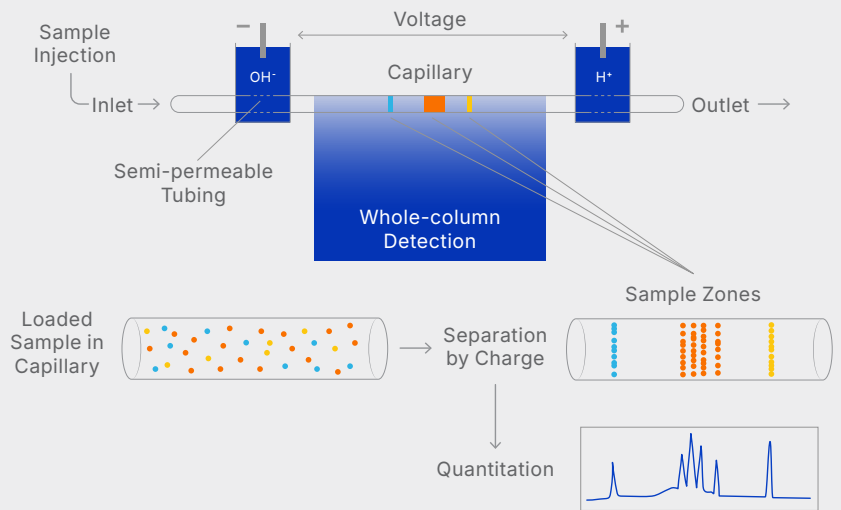 Voltage
−
+
Sample
Injection
OH⁻
Capillary
H⁺
Inlet
Outlet
Semi-permeable
Tubing
Whole-column
Detection
Sample Zones
Loaded
Sample in
Capillary
Separation
by Charge
Quantitation